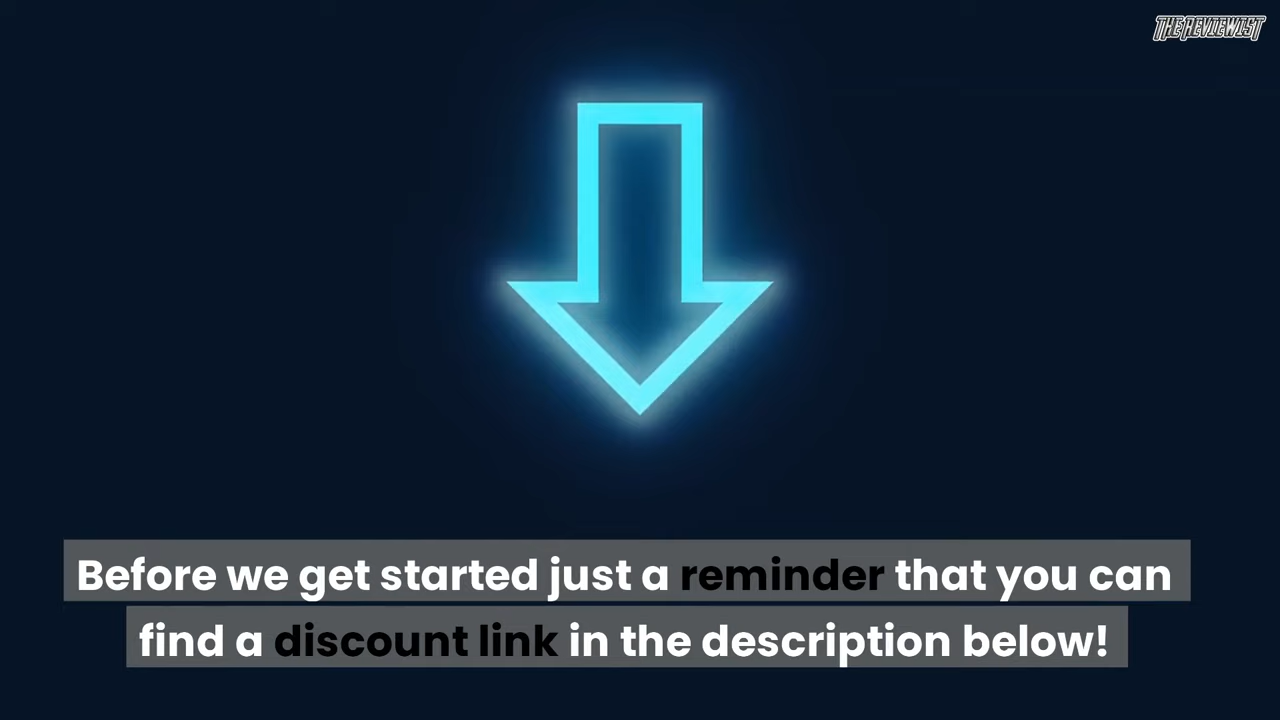 THE REVIEWIST
Before we get started just a reminder that you can
find a discount link in the description below!